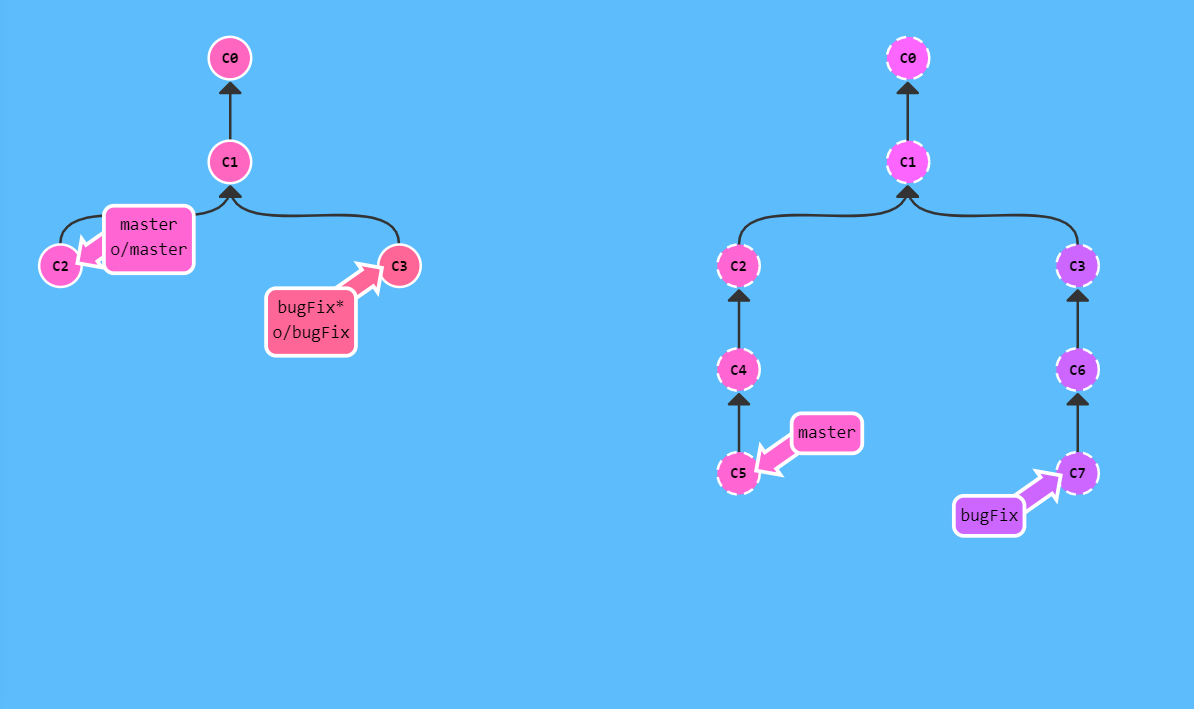 C0
C1
master
o/master
C2
C3
bugFix*
o/bugFix
C0
C1
C2
C3
C4
C6
master
C5
C7
bugFix